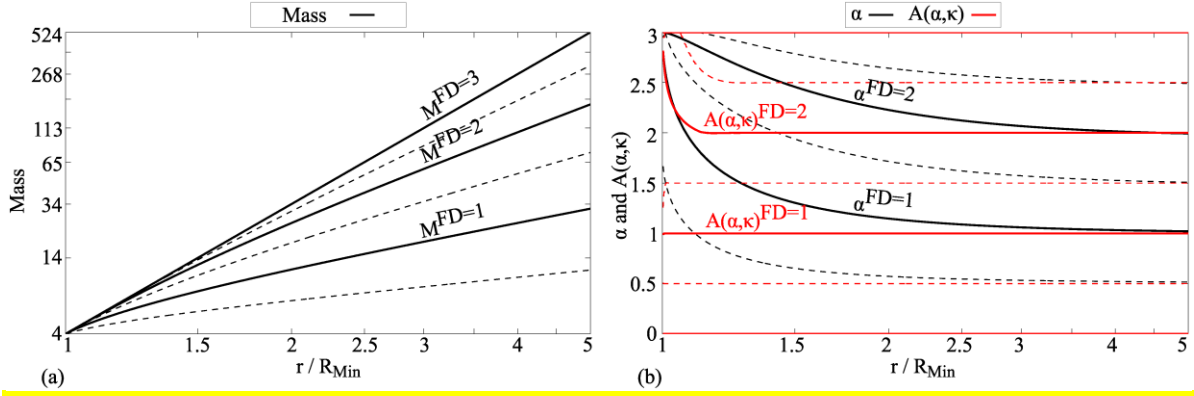 Mass
524
268
113
65
34
14
4
Mass
M^FD=3
M^FD=2
M^FD=1
1 1.5 2 2.5 3 4 5
r / R_Min
(a)
α A(α,κ)
3
2.5
2
1.5
1
0.5
0
α and A(α,κ)
α^FD=2
A(α,κ)^FD=2
α^FD=1
A(α,κ)^FD=1
1 1.5 2 2.5 3 4 5
r / R_Min
(b)